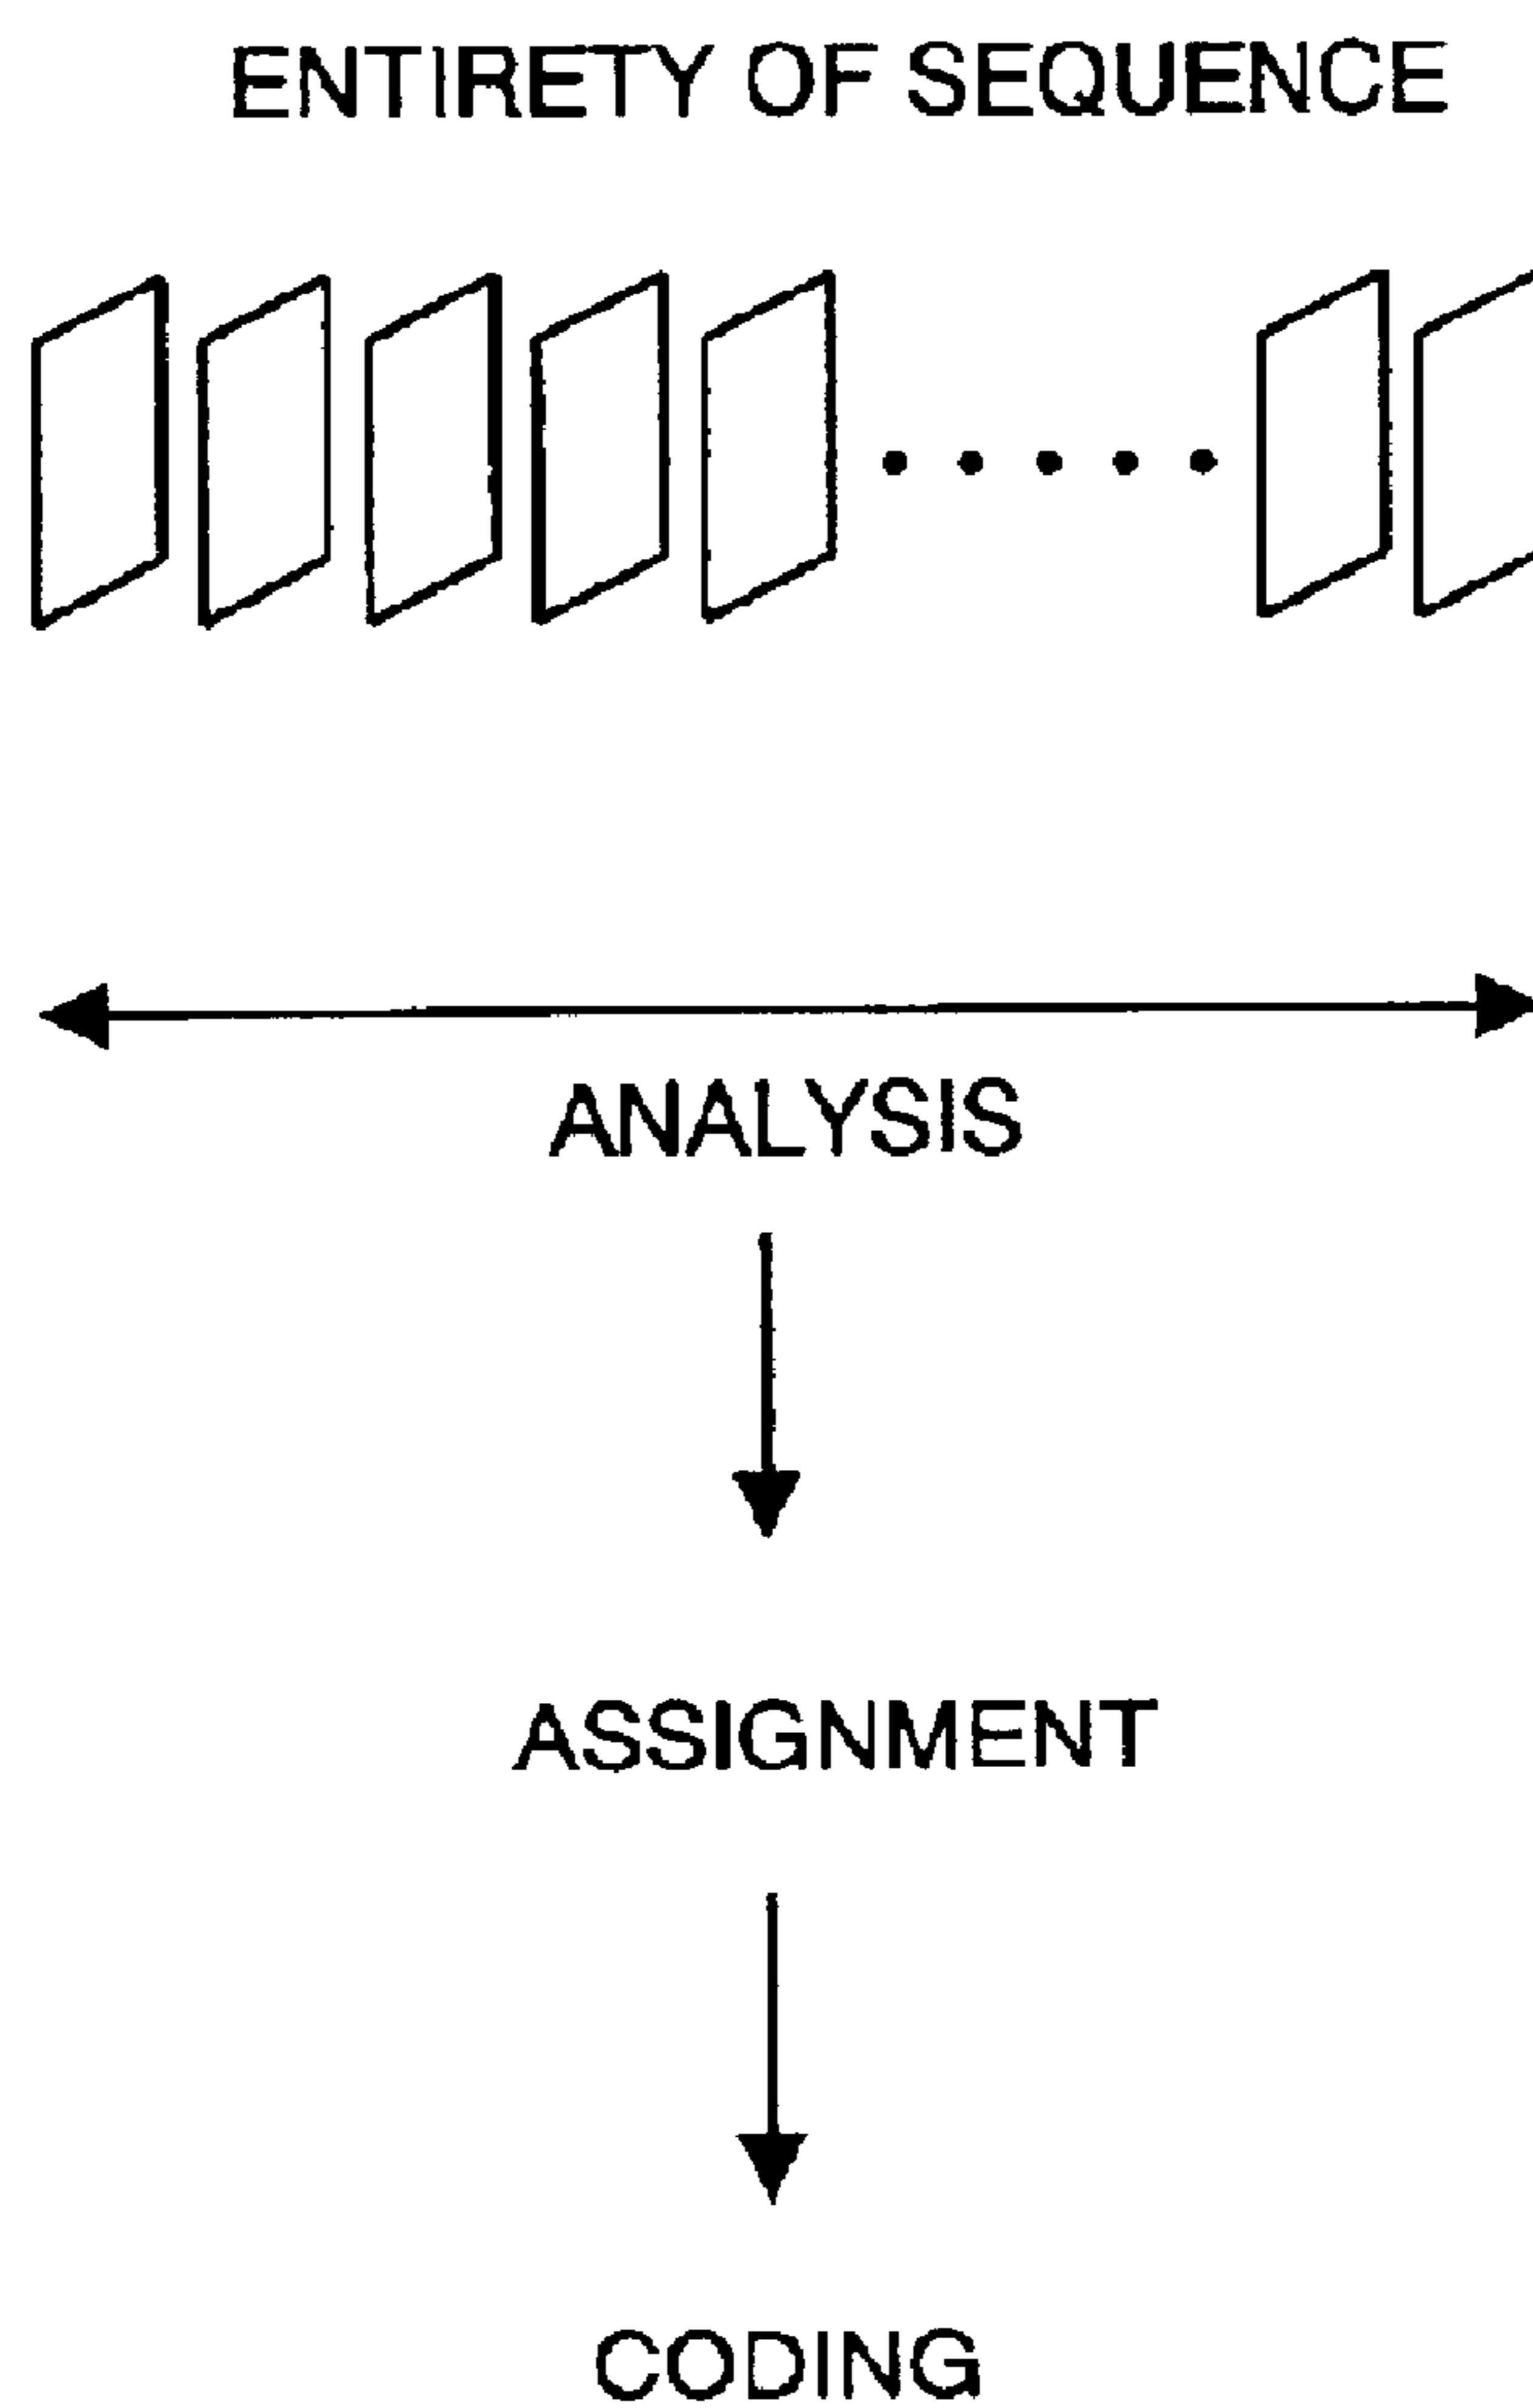 ENTIRETY OF SEQUENCE
ANALYSIS
ASSIGNMENT
CODING